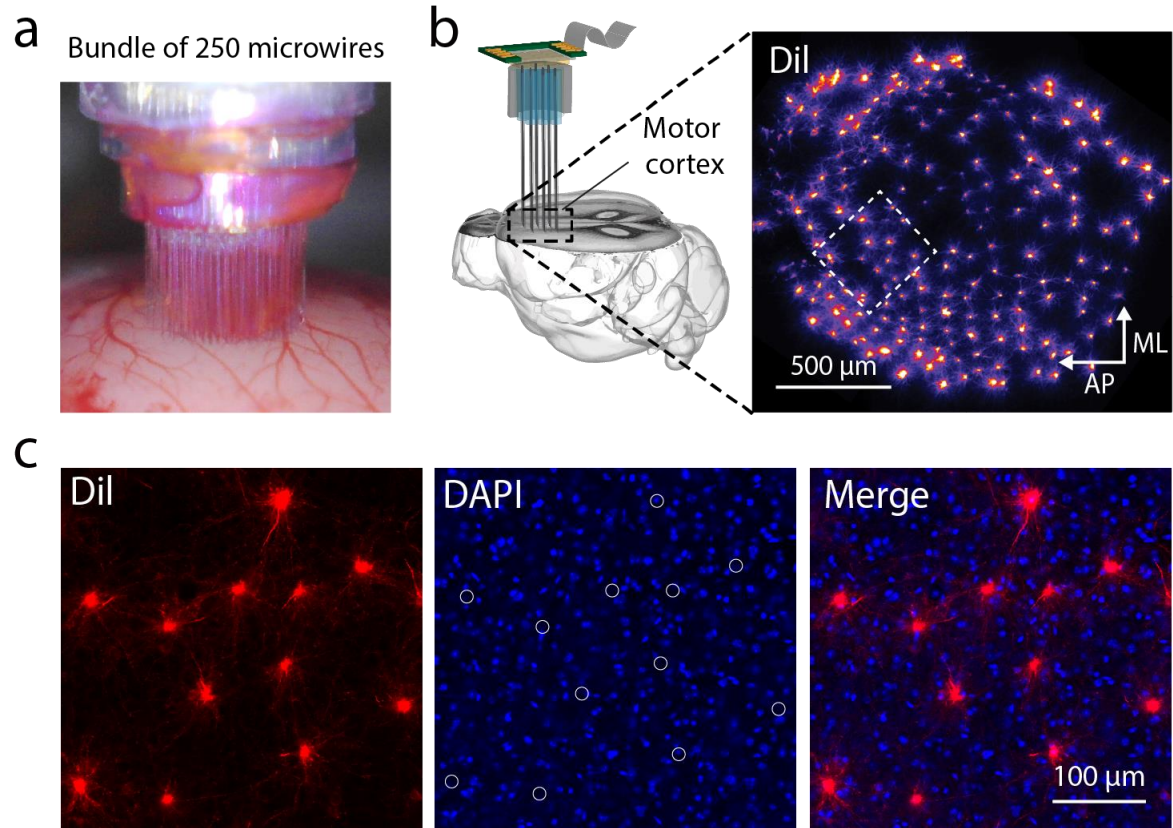 a
Bundle of 250 microwires
b
Motor
cortex
DiI
500 µm
ML
AP
c
DiI
DAPI
Merge
100 µm